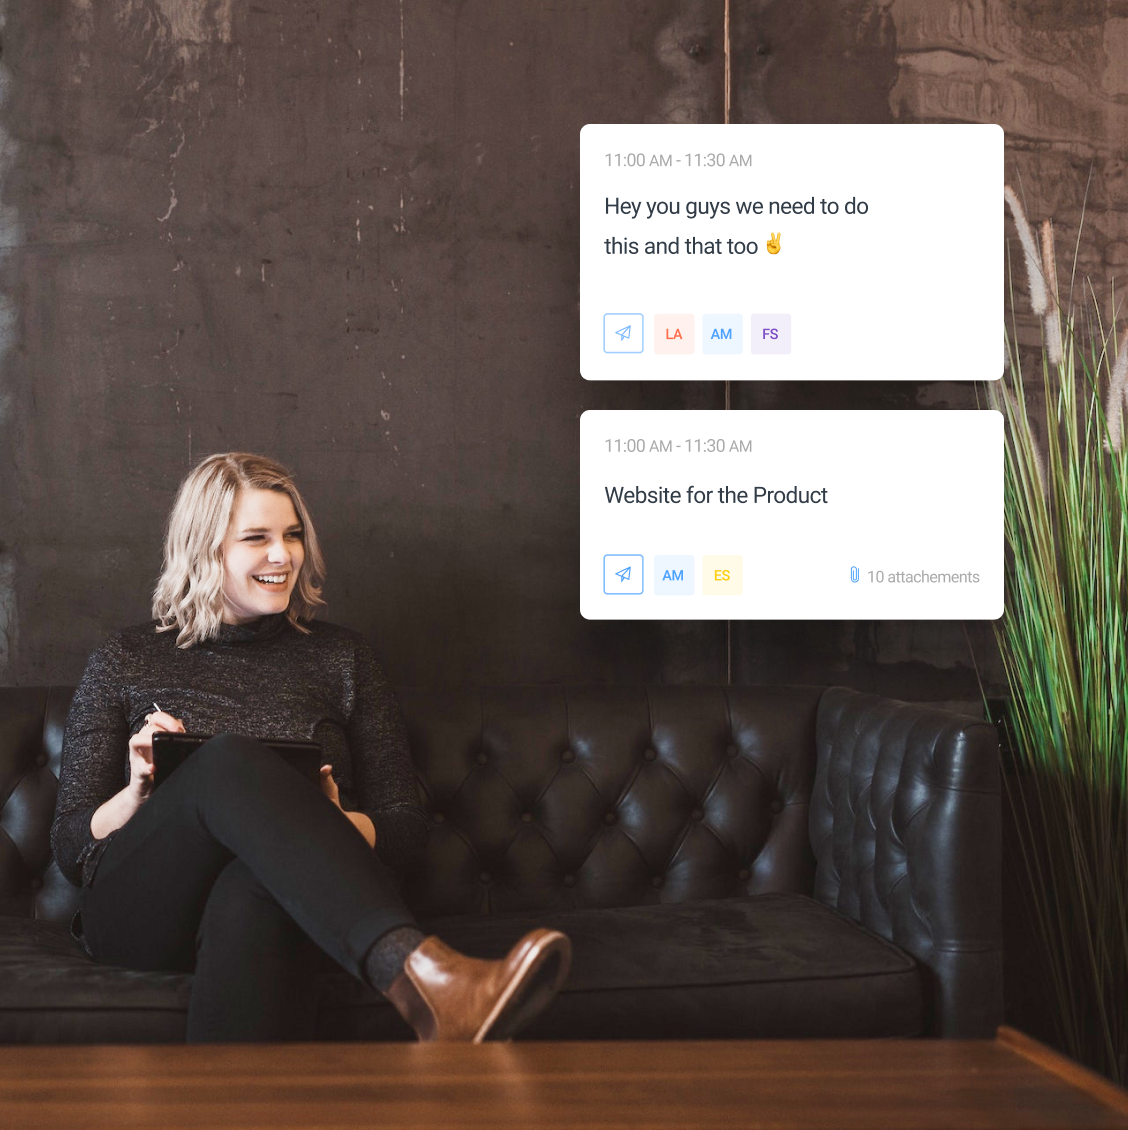 11:00 AM - 11:30 AM
Hey you guys we need to do
this and that too ✌
LA AM FS
11:00 AM - 11:30 AM
Website for the Product
AM ES 10 attachements